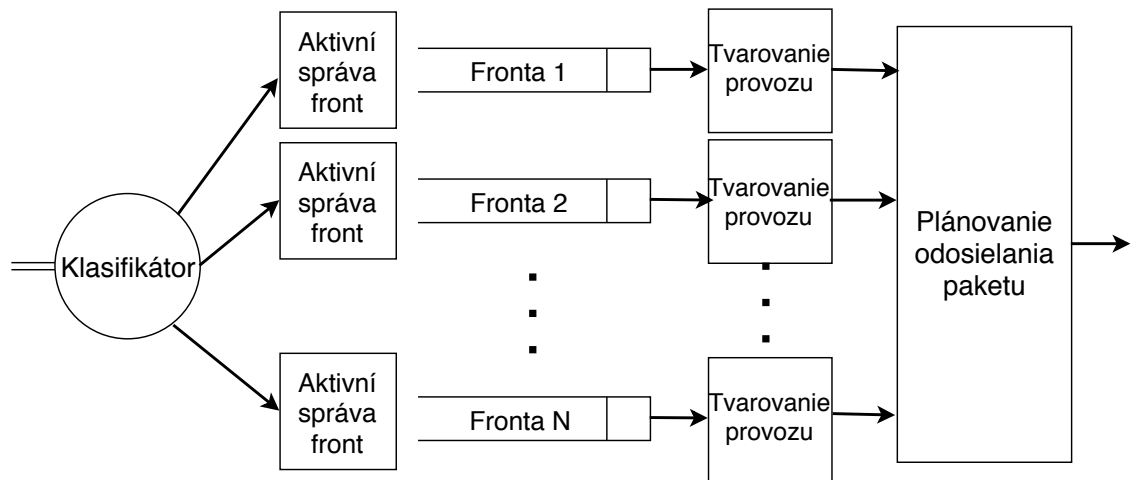 Aktivní
správa
front
Fronta 1
Tvarovanie
provozu
Aktivní
správa
front
Fronta 2
Tvarovanie
provozu
Klasifikátor
Plánovanie
odosielania
paketu
Aktivní
správa
front
Fronta N
Tvarovanie
provozu